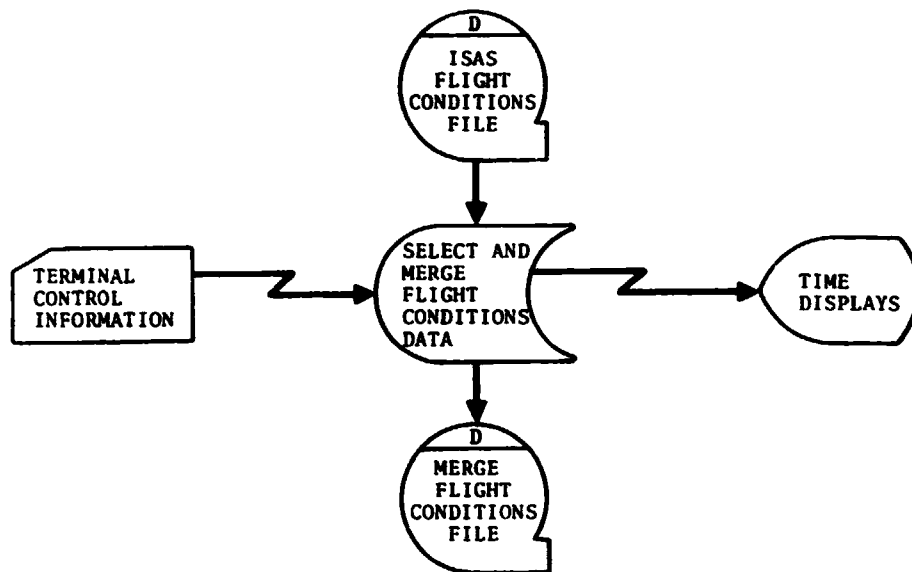 D
ISAS
FLIGHT
CONDITIONS
FILE
TERMINAL
CONTROL
INFORMATION
SELECT AND
MERGE
FLIGHT
CONDITIONS
DATA
TIME
DISPLAYS
D
MERGE
FLIGHT
CONDITIONS
FILE